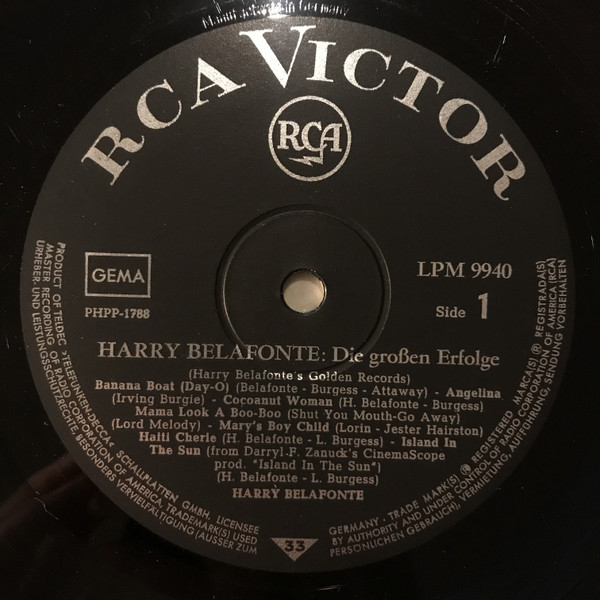 Manufactured in Germany
RCA VICTOR
RCA
GEMA
PHPP-1788
LPM 9940
Side 1
HARRY BELAFONTE: Die großen Erfolge
(Harry Belafonte's Golden Records)
Banana Boat (Day-O) (Belafonte - Burgess - Attaway) - Angelina
(Irving Burgie) - Cocoanut Woman (H. Belafonte - Burgess)
Mama Look A Boo-Boo (Shut You Mouth-Go Away)
(Lord Melody) - Mary's Boy Child (Lorin - Jester Hairston)
Haiti Cherie (H. Belafonte - L. Burgess) - Island In
The Sun (from Darryl-F. Zanuck's CinemaScope
prod. "Island In The Sun")
(H. Belafonte - L. Burgess)
HARRY BELAFONTE
33
PRODUCT OF TELDEC »TELEFUNKEN-DECCA« SCHALLPLATTEN GMBH. LICENSEE
MASTER RECORDING OF RADIO CORPORATION OF AMERICA, TRADEMARK(S) USED
URHEBER. UND LEISTUNGSSCHUTZRECHTE, BESONDERS VERVIELFÄLTIGUNG (AUSSER ZUM
GERMANY - TRADE MARK(S) ® REGISTERED MARCA(S) ® REGISTRADA(S)
BY AUTHORITY AND UNDER CONTROL OF RADIO CORPORATION OF AMERICA (RCA)
PERSÖNLICHEN GEBRAUCH), VERMIETUNG, AUFFÜHRUNG, SENDUNG VORBEHALTEN